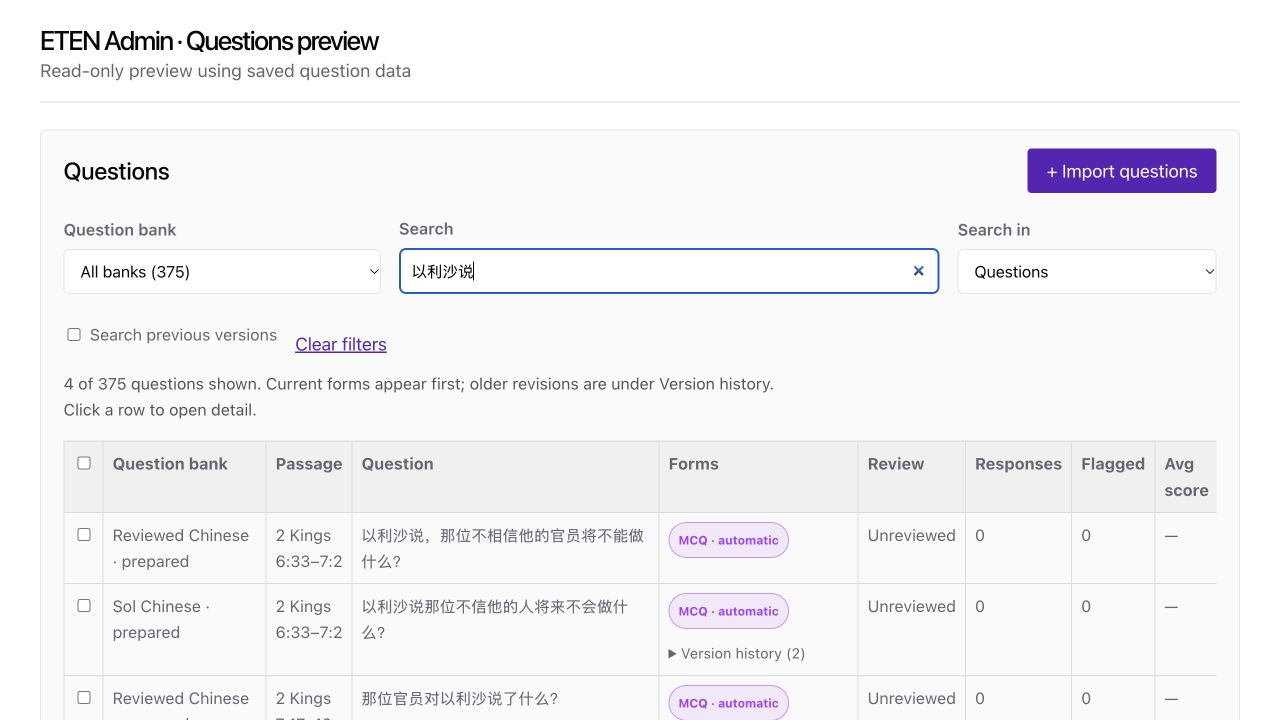 ETEN Admin · Questions preview
Read-only preview using saved question data
Questions
+ Import questions
Question bank
Search
Search in
All banks (375)
以利沙说
×
Questions
Search previous versions
Clear filters
4 of 375 questions shown. Current forms appear first; older revisions are under Version history.
Click a row to open detail.
Question bank
Passage
Question
Forms
Review
Responses
Flagged
Avg
score
Reviewed Chinese
· prepared
2 Kings
6:33–7:2
以利沙说，那位不相信他的官员将不能做
什么?
MCQ · automatic
Unreviewed
0
0
—
Sol Chinese ·
prepared
2 Kings
6:33–7:2
以利沙说那位不信他的人将来不会做什
么?
MCQ · automatic
▶ Version history (2)
Unreviewed
0
0
—
Reviewed Chinese
2 Kings
那位官员对以利沙说了什么?
MCQ · automatic
Unreviewed
0
0
—